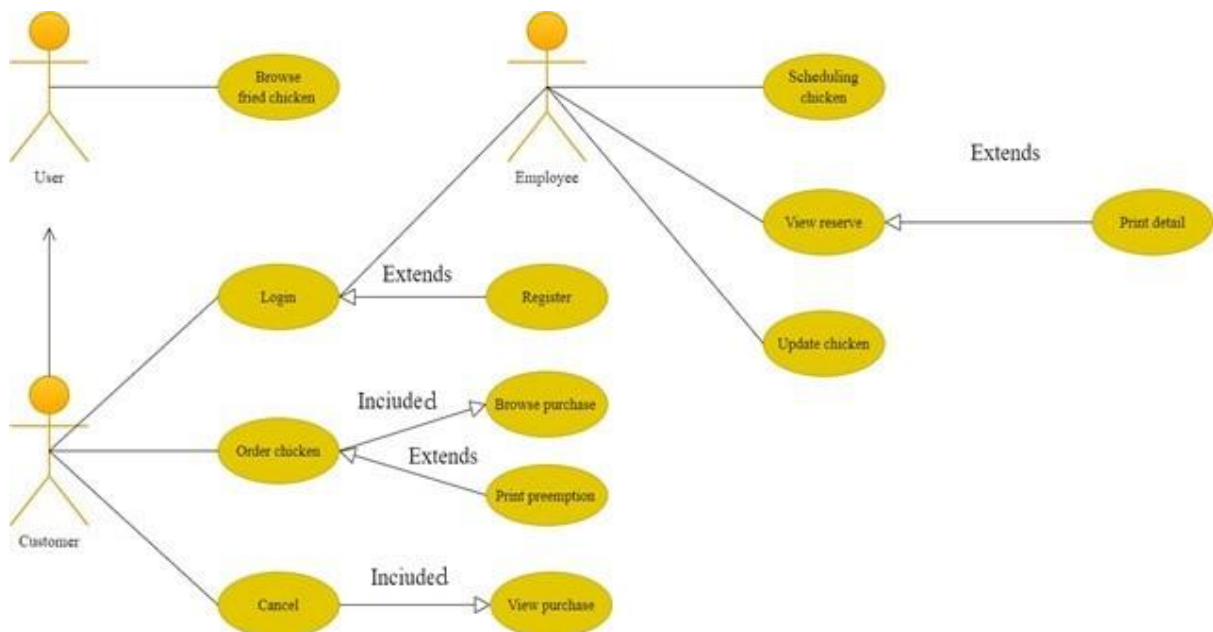 Browse
fried chicken
Scheduling
chicken
User
Employee
Extends
View reserve
Print detail
Login
Extends
Register
Update chicken
Inciuded
Browse purchase
Order chicken
Extends
Print preemption
Customer
Cancel
Inciuded
View purchase